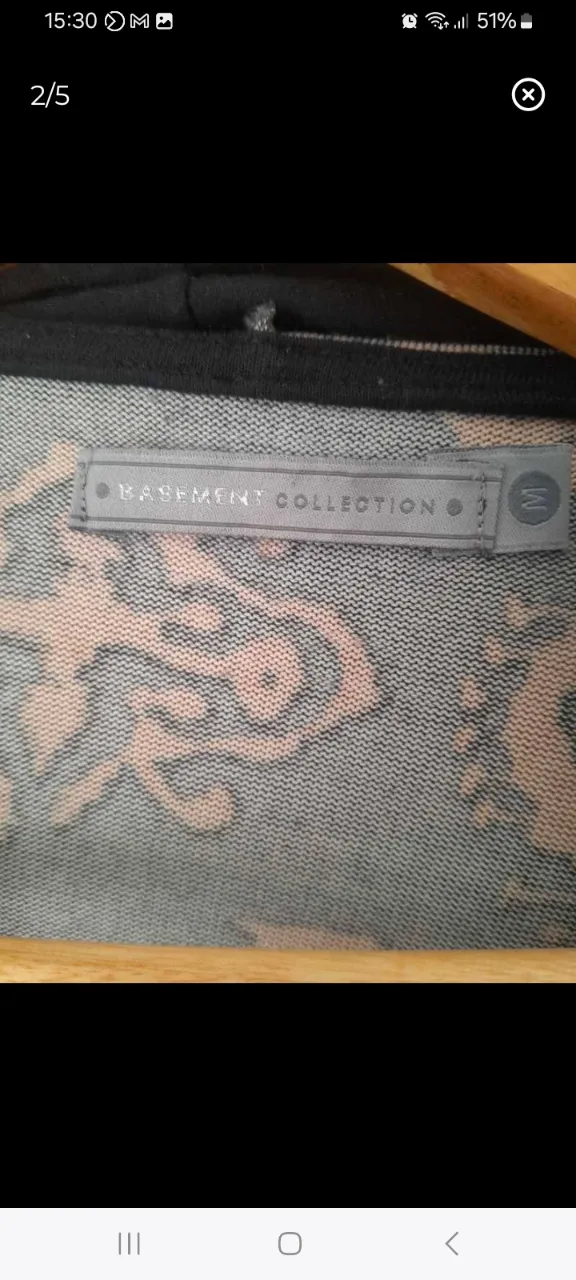 15:30 51%
2/5
BASEMENT COLLECTION M